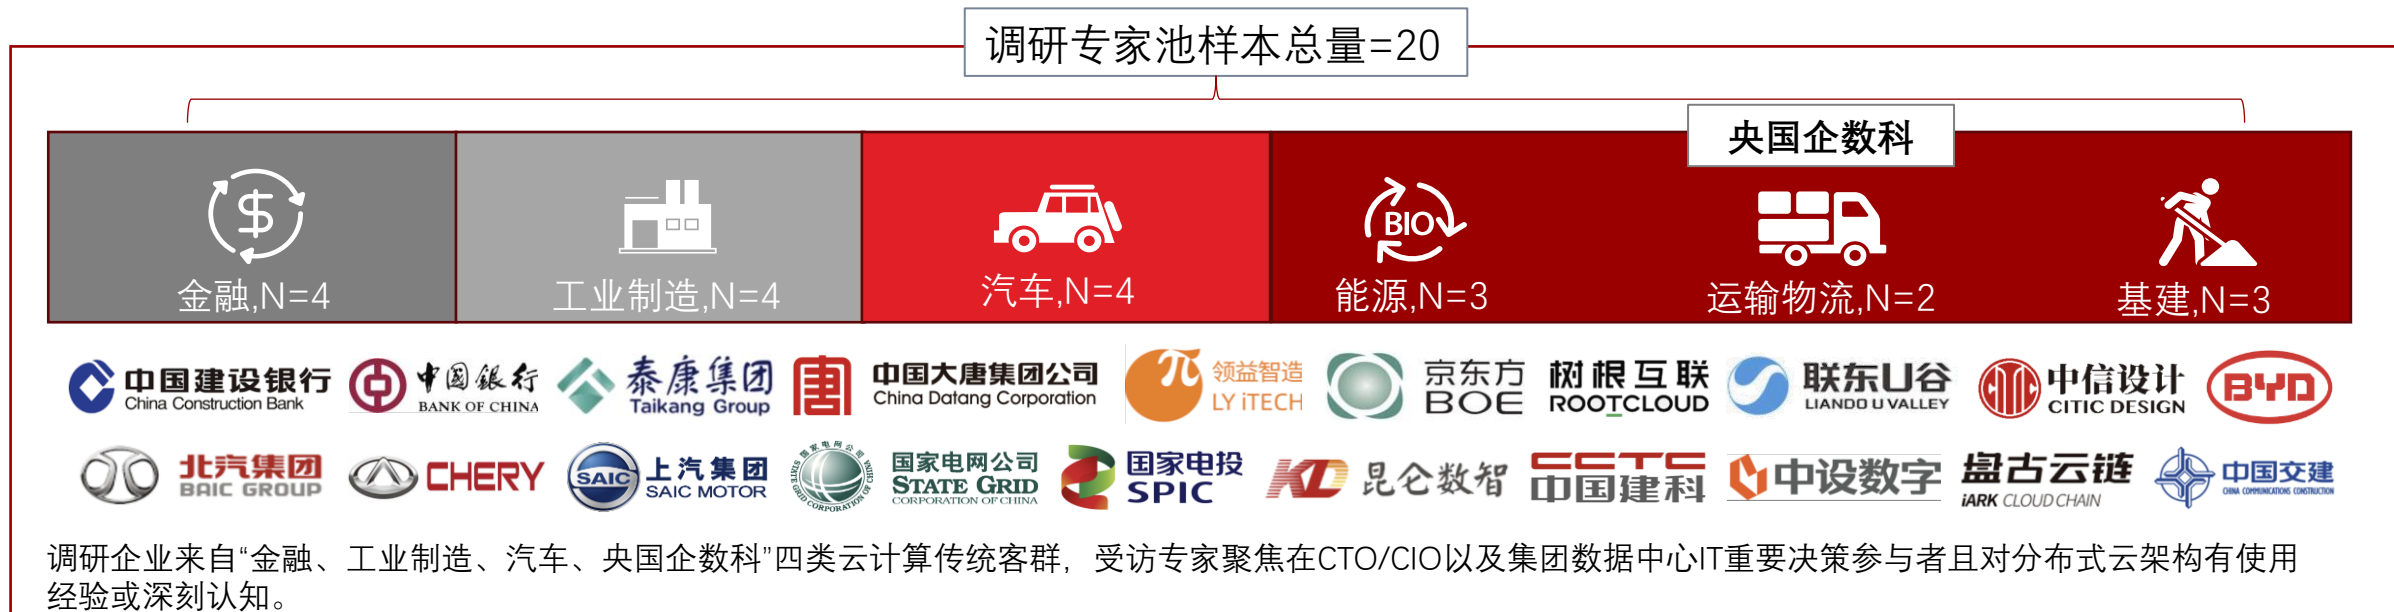 调研专家池样本总量=20
央国企数科
金融,N=4
工业制造,N=4
汽车,N=4
BIO
能源,N=3
运输物流,N=2
基建,N=3
中国建设银行
China Construction Bank
中國銀行
BANK OF CHINA
泰康集团
Taikang Group
中国大唐集团公司
China Datang Corporation
领益智造
LY iTECH
京东方
BOE
树根互联
ROOTCLOUD
联东U谷
LIANDO U VALLEY
CITIC
中信设计
CITIC DESIGN
BYD
北汽集团
BAIC GROUP
CHERY
SAIC
上汽集团
SAIC MOTOR
国家电网公司
STATE GRID
CORPORATION OF CHINA
国家电投
SPIC
KD 昆仑数智
CCTC
中国建科
中设数字
盘古云链
iARK CLOUD CHAIN
中国交建
CHINA COMMUNICATIONS CONSTRUCTION
调研企业来自“金融、工业制造、汽车、央国企数科”四类云计算传统客群，受访专家聚焦在CTO/CIO以及集团数据中心IT重要决策参与者且对分布式云架构有使用
经验或深刻认知。